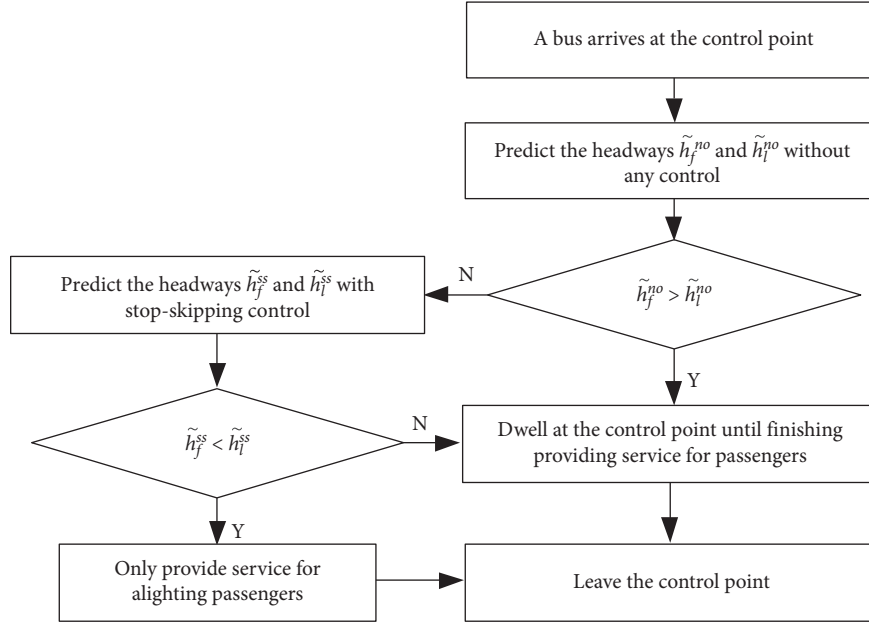 A bus arrives at the control point
Predict the headways h̃_f^no and h̃_l^no without
any control
h̃_f^no > h̃_l^no
N
Y
Predict the headways h̃_f^ss and h̃_l^ss with
stop-skipping control
h̃_f^ss < h̃_l^ss
N
Y
Dwell at the control point until finishing
providing service for passengers
Only provide service for
alighting passengers
Leave the control point